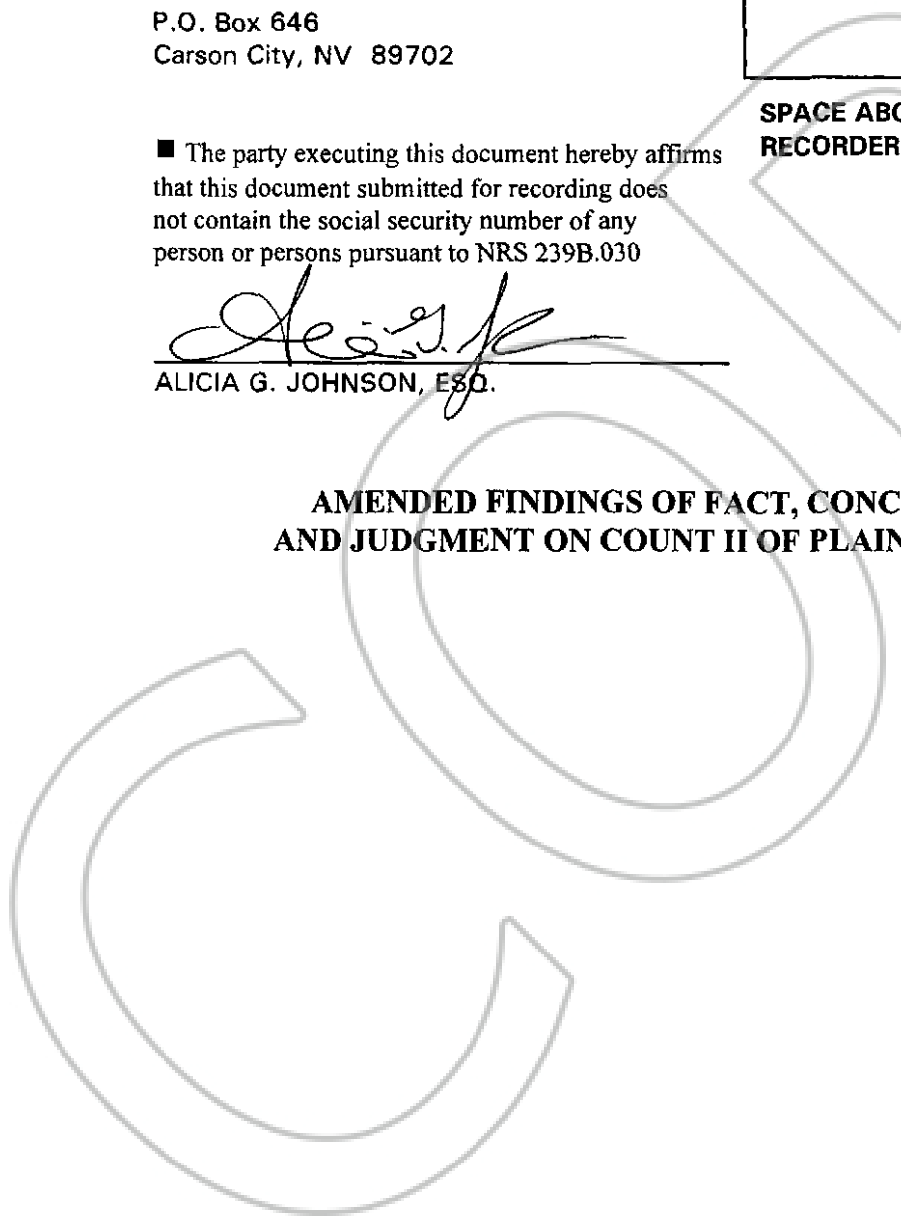 P.O. Box 646
Carson City, NV 89702
SPACE ABO
RECORDER
■ The party executing this document hereby affirms
that this document submitted for recording does
not contain the social security number of any
person or persons pursuant to NRS 239B.030
ALICIA G. JOHNSON, ESQ.
AMENDED FINDINGS OF FACT, CONC
AND JUDGMENT ON COUNT II OF PLAIN
COP